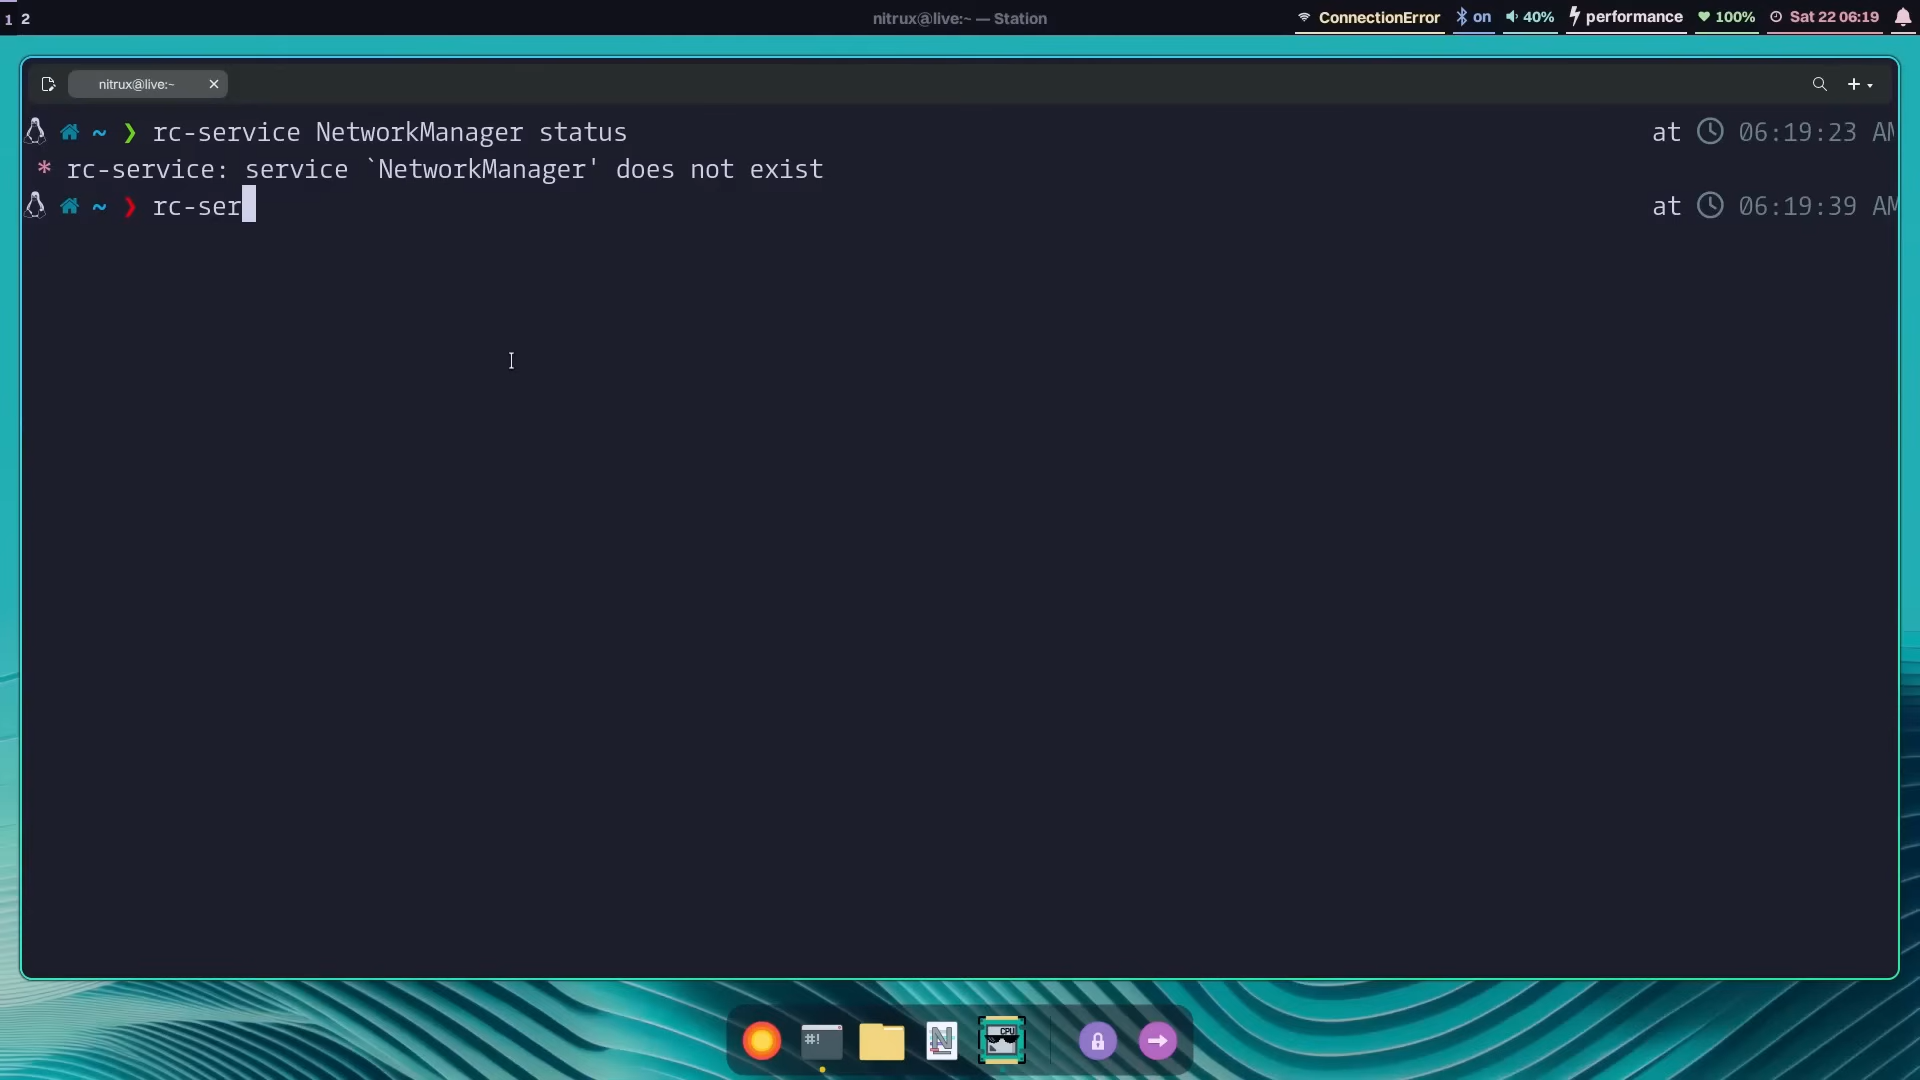 1 2
nitrux@live:~ — Station
ConnectionError on 40% performance 100% Sat 22 06:19
nitrux@live:~
~ ❯ rc-service NetworkManager status at 06:19:23 AM
* rc-service: service `NetworkManager' does not exist
~ ❯ rc-ser at 06:19:39 AM
#!
N
CPU